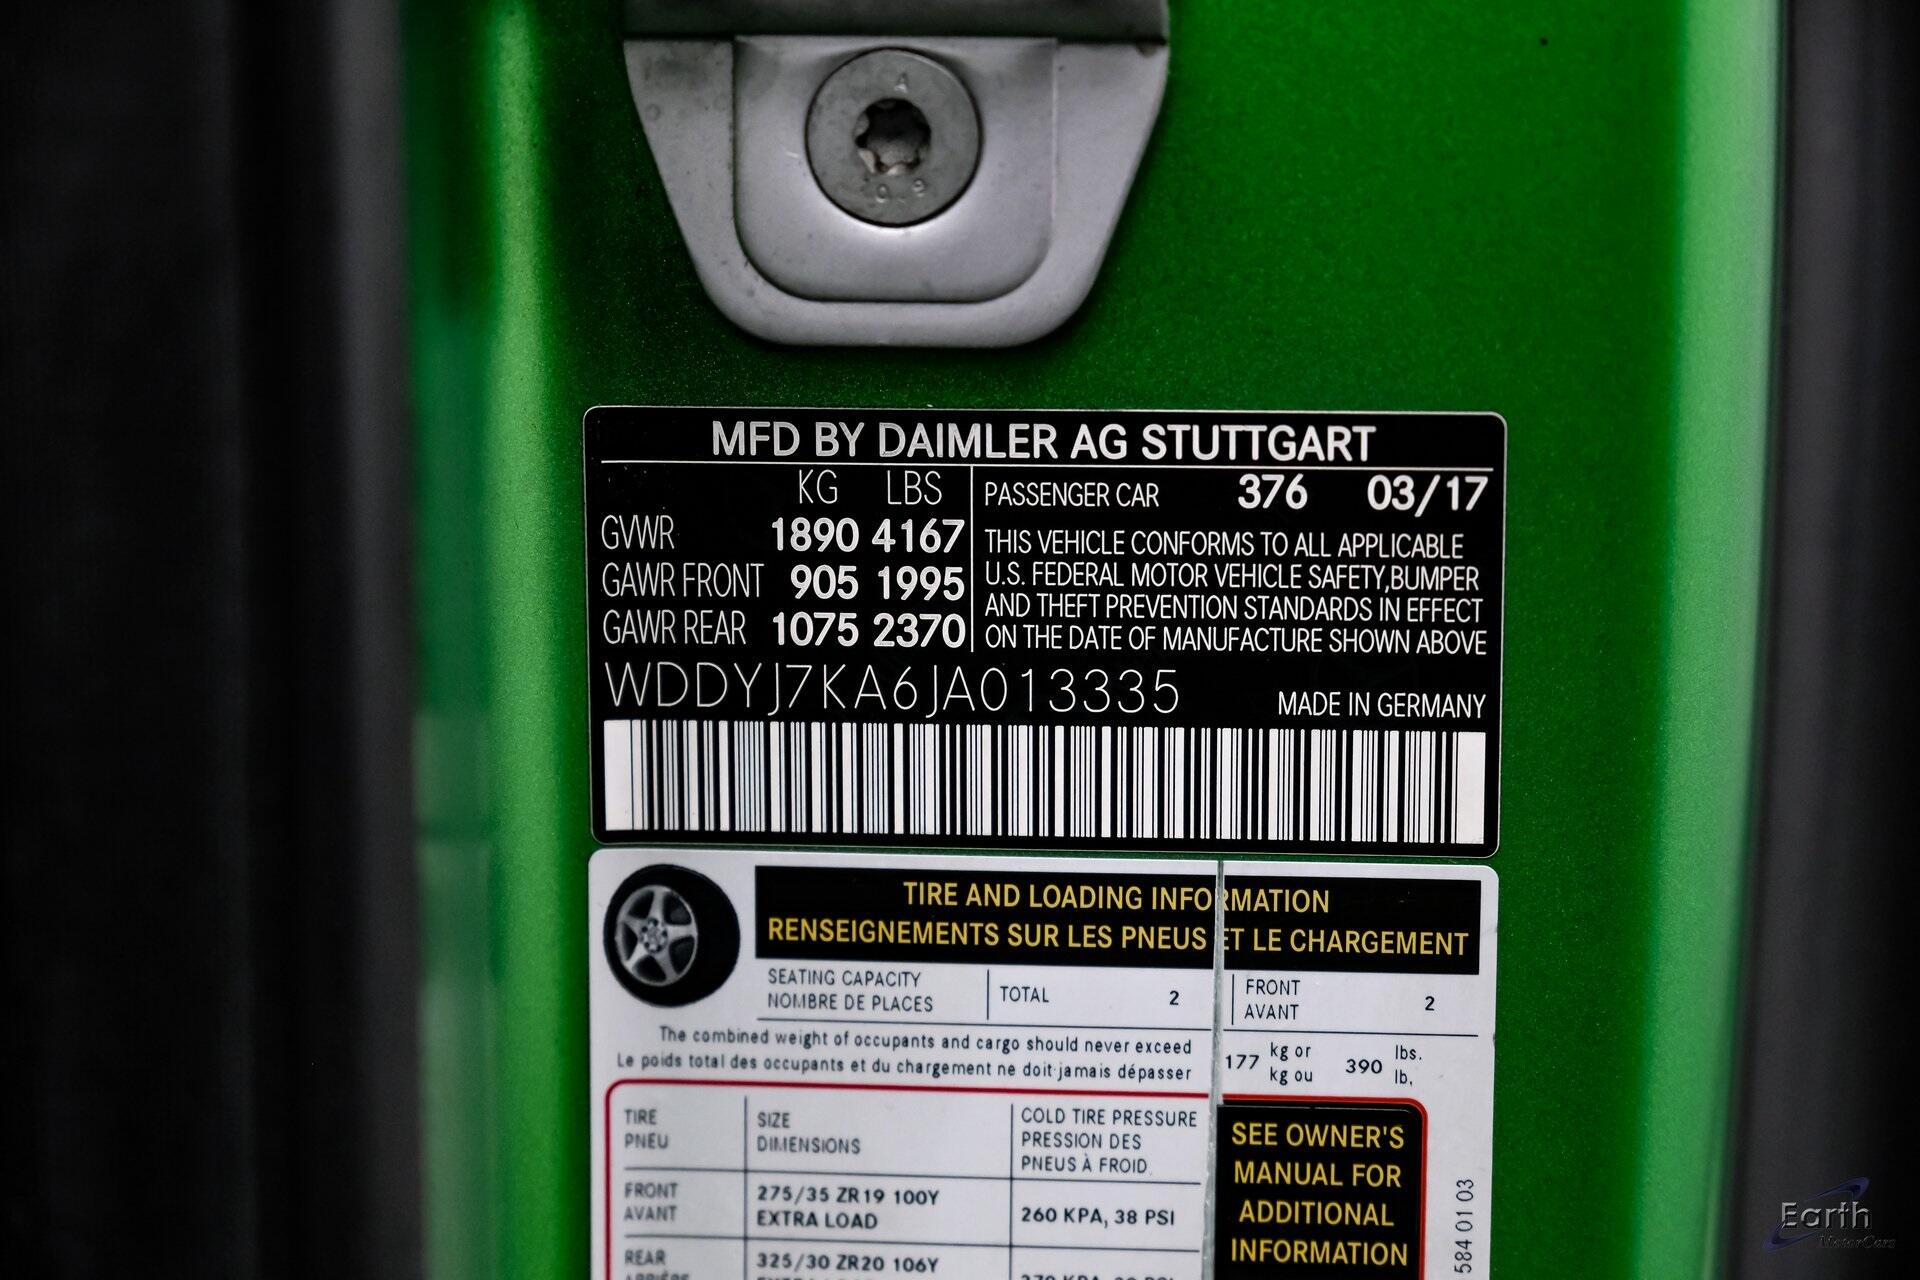 MFD BY DAIMLER AG STUTTGART
KG LBS
GVWR 1890 4167
GAWR FRONT 905 1995
GAWR REAR 1075 2370
PASSENGER CAR 376 03/17
THIS VEHICLE CONFORMS TO ALL APPLICABLE
U.S. FEDERAL MOTOR VEHICLE SAFETY,BUMPER
AND THEFT PREVENTION STANDARDS IN EFFECT
ON THE DATE OF MANUFACTURE SHOWN ABOVE
WDDYJ7KA6JA013335
MADE IN GERMANY
TIRE AND LOADING INFORMATION
RENSEIGNEMENTS SUR LES PNEUS ET LE CHARGEMENT
SEATING CAPACITY
NOMBRE DE PLACES
TOTAL 2
FRONT
AVANT
2
The combined weight of occupants and cargo should never exceed
Le poids total des occupants et du chargement ne doit jamais dépasser
177
kg or
kg ou
390
lbs.
lb.
TIRE
PNEU
SIZE
DIMENSIONS
COLD TIRE PRESSURE
PRESSION DES
PNEUS À FROID
FRONT
AVANT
275/35 ZR19 100Y
EXTRA LOAD
260 KPA, 38 PSI
REAR
325/30 ZR20 106Y
SEE OWNER'S
MANUAL FOR
ADDITIONAL
INFORMATION
584 01 03
Earth
MotorCars